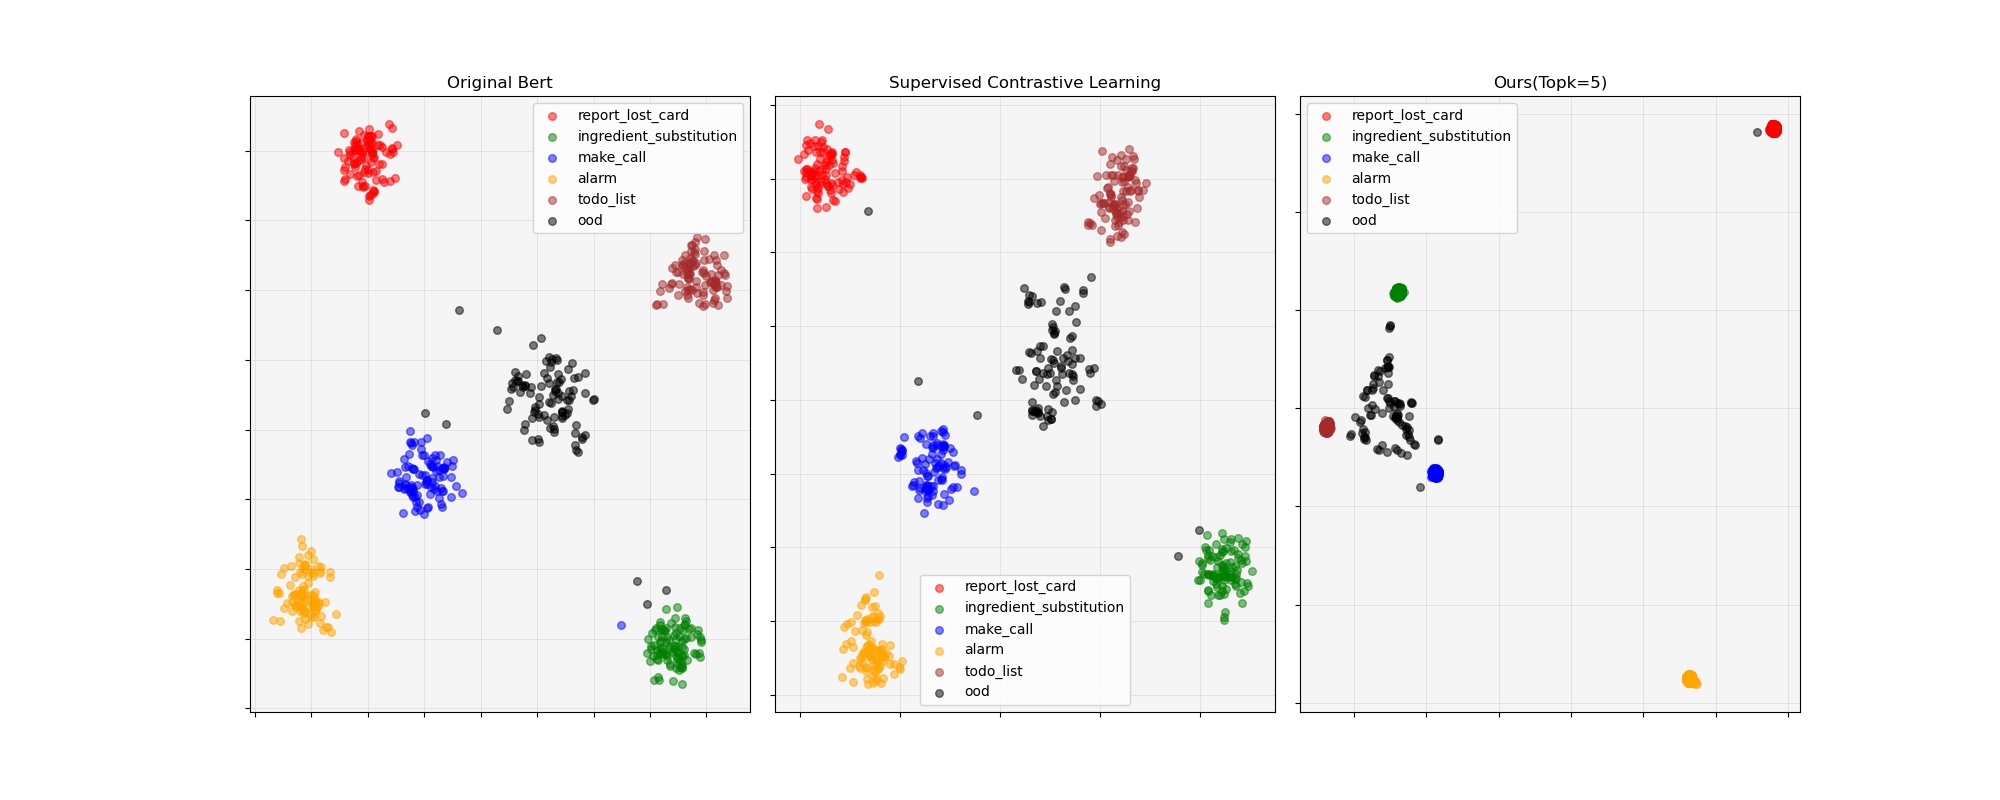 Original Bert
report_lost_card
ingredient_substitution
make_call
alarm
todo_list
ood
Supervised Contrastive Learning
report_lost_card
ingredient_substitution
make_call
alarm
todo_list
ood
Ours(Topk=5)
report_lost_card
ingredient_substitution
make_call
alarm
todo_list
ood